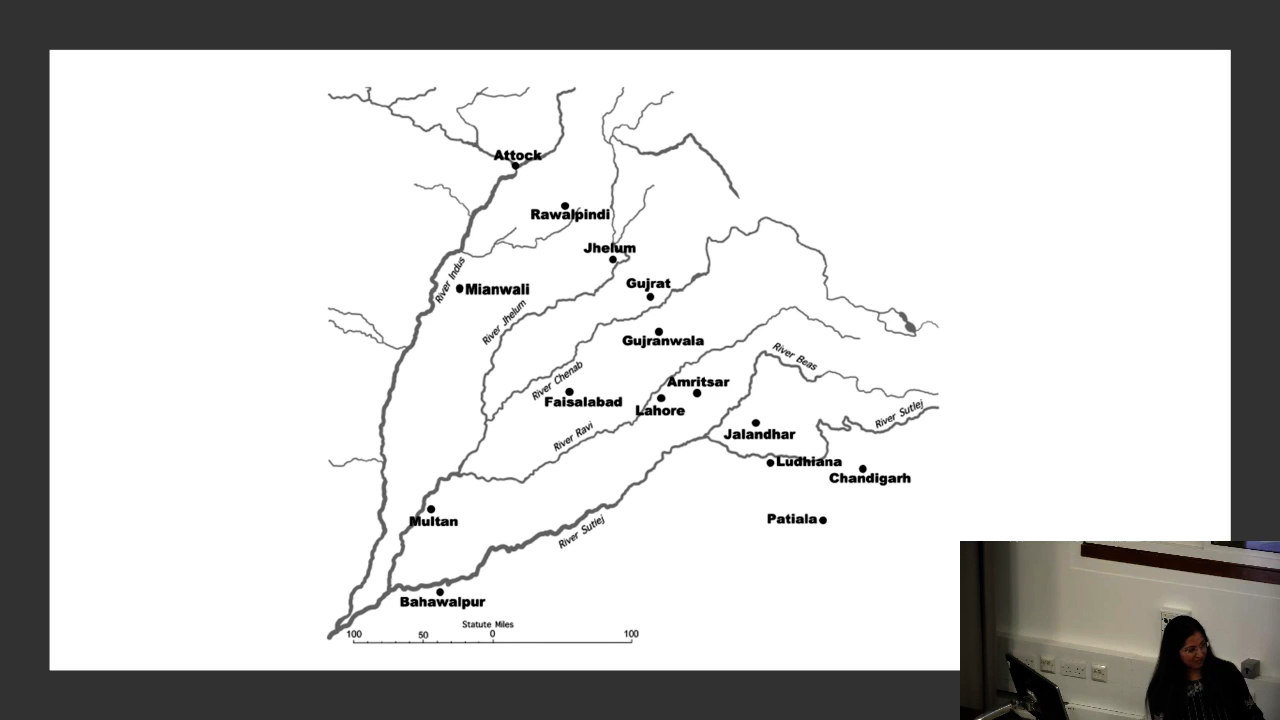 Attock
Rawalpindi
Jhelum
River Indus
Mianwali
Gujrat
River Jhelum
Gujranwala
River Beas
River Chenab
Amritsar
Faisalabad
Lahore
River Sutlej
River Ravi
Jalandhar
Ludhiana
Chandigarh
Multan
Patiala
River Sutlej
Bahawalpur
Statute Miles
100 50 0 100